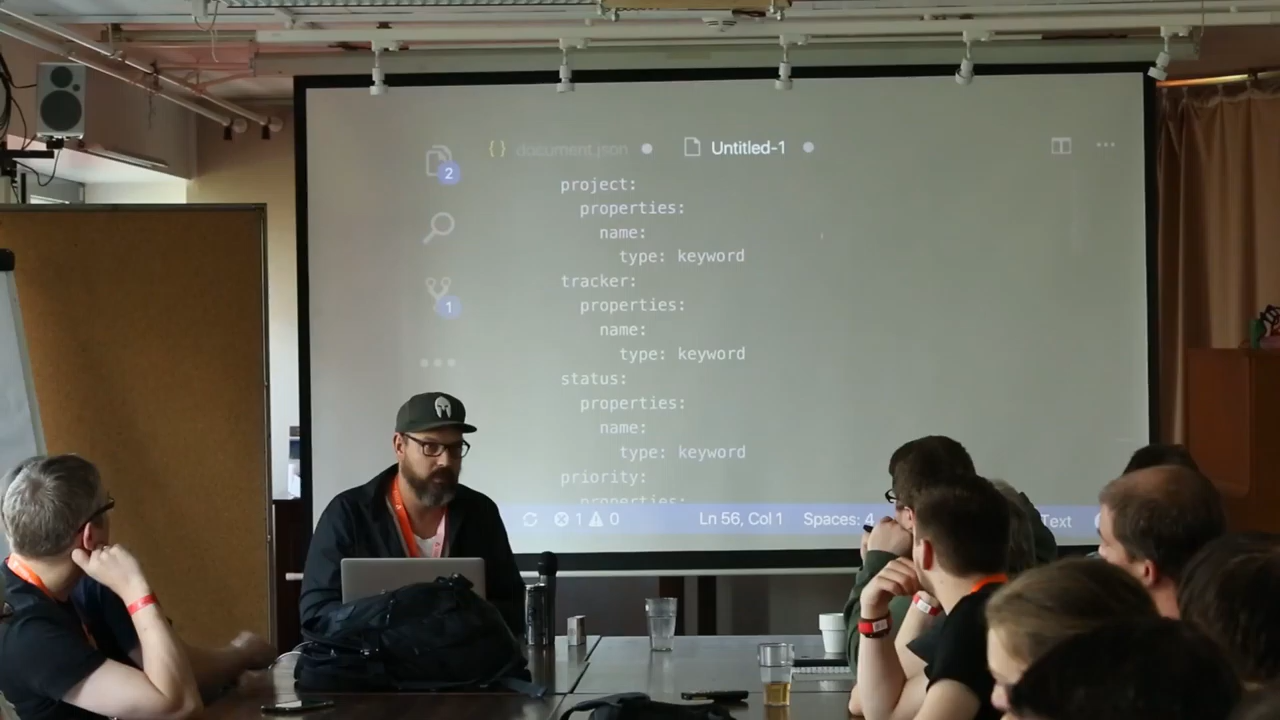 {} document.json Untitled-1
2
1
project:
properties:
name:
type: keyword
tracker:
properties:
name:
type: keyword
status:
properties:
name:
type: keyword
priority:
properties:
1 0 Ln 56, Col 1 Spaces: 4 Text